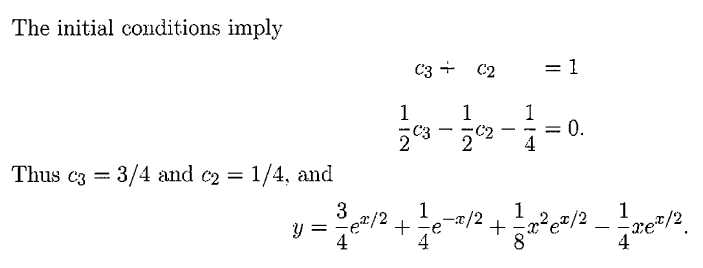 The initial conditions imply
c₃ + c₂ = 1
1/2 c₃ − 1/2 c₂ − 1/4 = 0.
Thus c₃ = 3/4 and c₂ = 1/4, and
y = 3/4 e^{x/2} + 1/4 e^{−x/2} + 1/8 x² e^{x/2} − 1/4 x e^{x/2}.